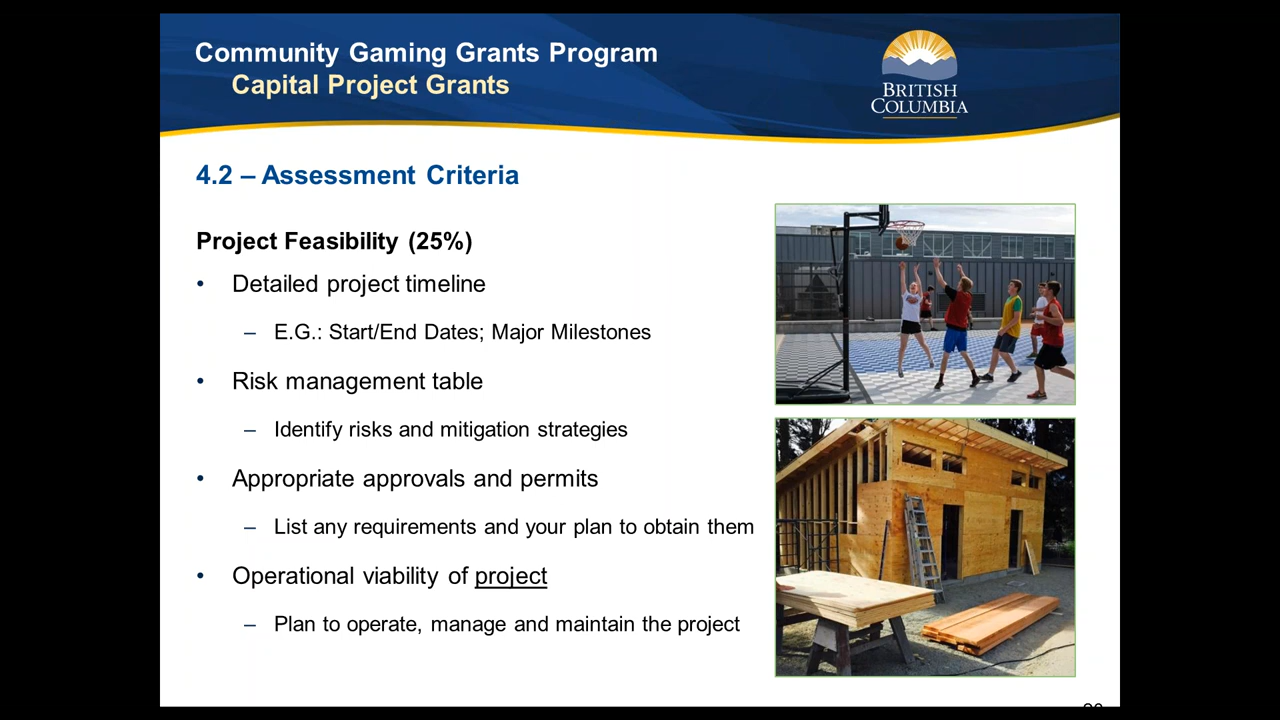 Community Gaming Grants Program
Capital Project Grants
BRITISH
COLUMBIA
4.2 – Assessment Criteria
Project Feasibility (25%)
• Detailed project timeline
– E.G.: Start/End Dates; Major Milestones
• Risk management table
– Identify risks and mitigation strategies
• Appropriate approvals and permits
– List any requirements and your plan to obtain them
• Operational viability of project
– Plan to operate, manage and maintain the project